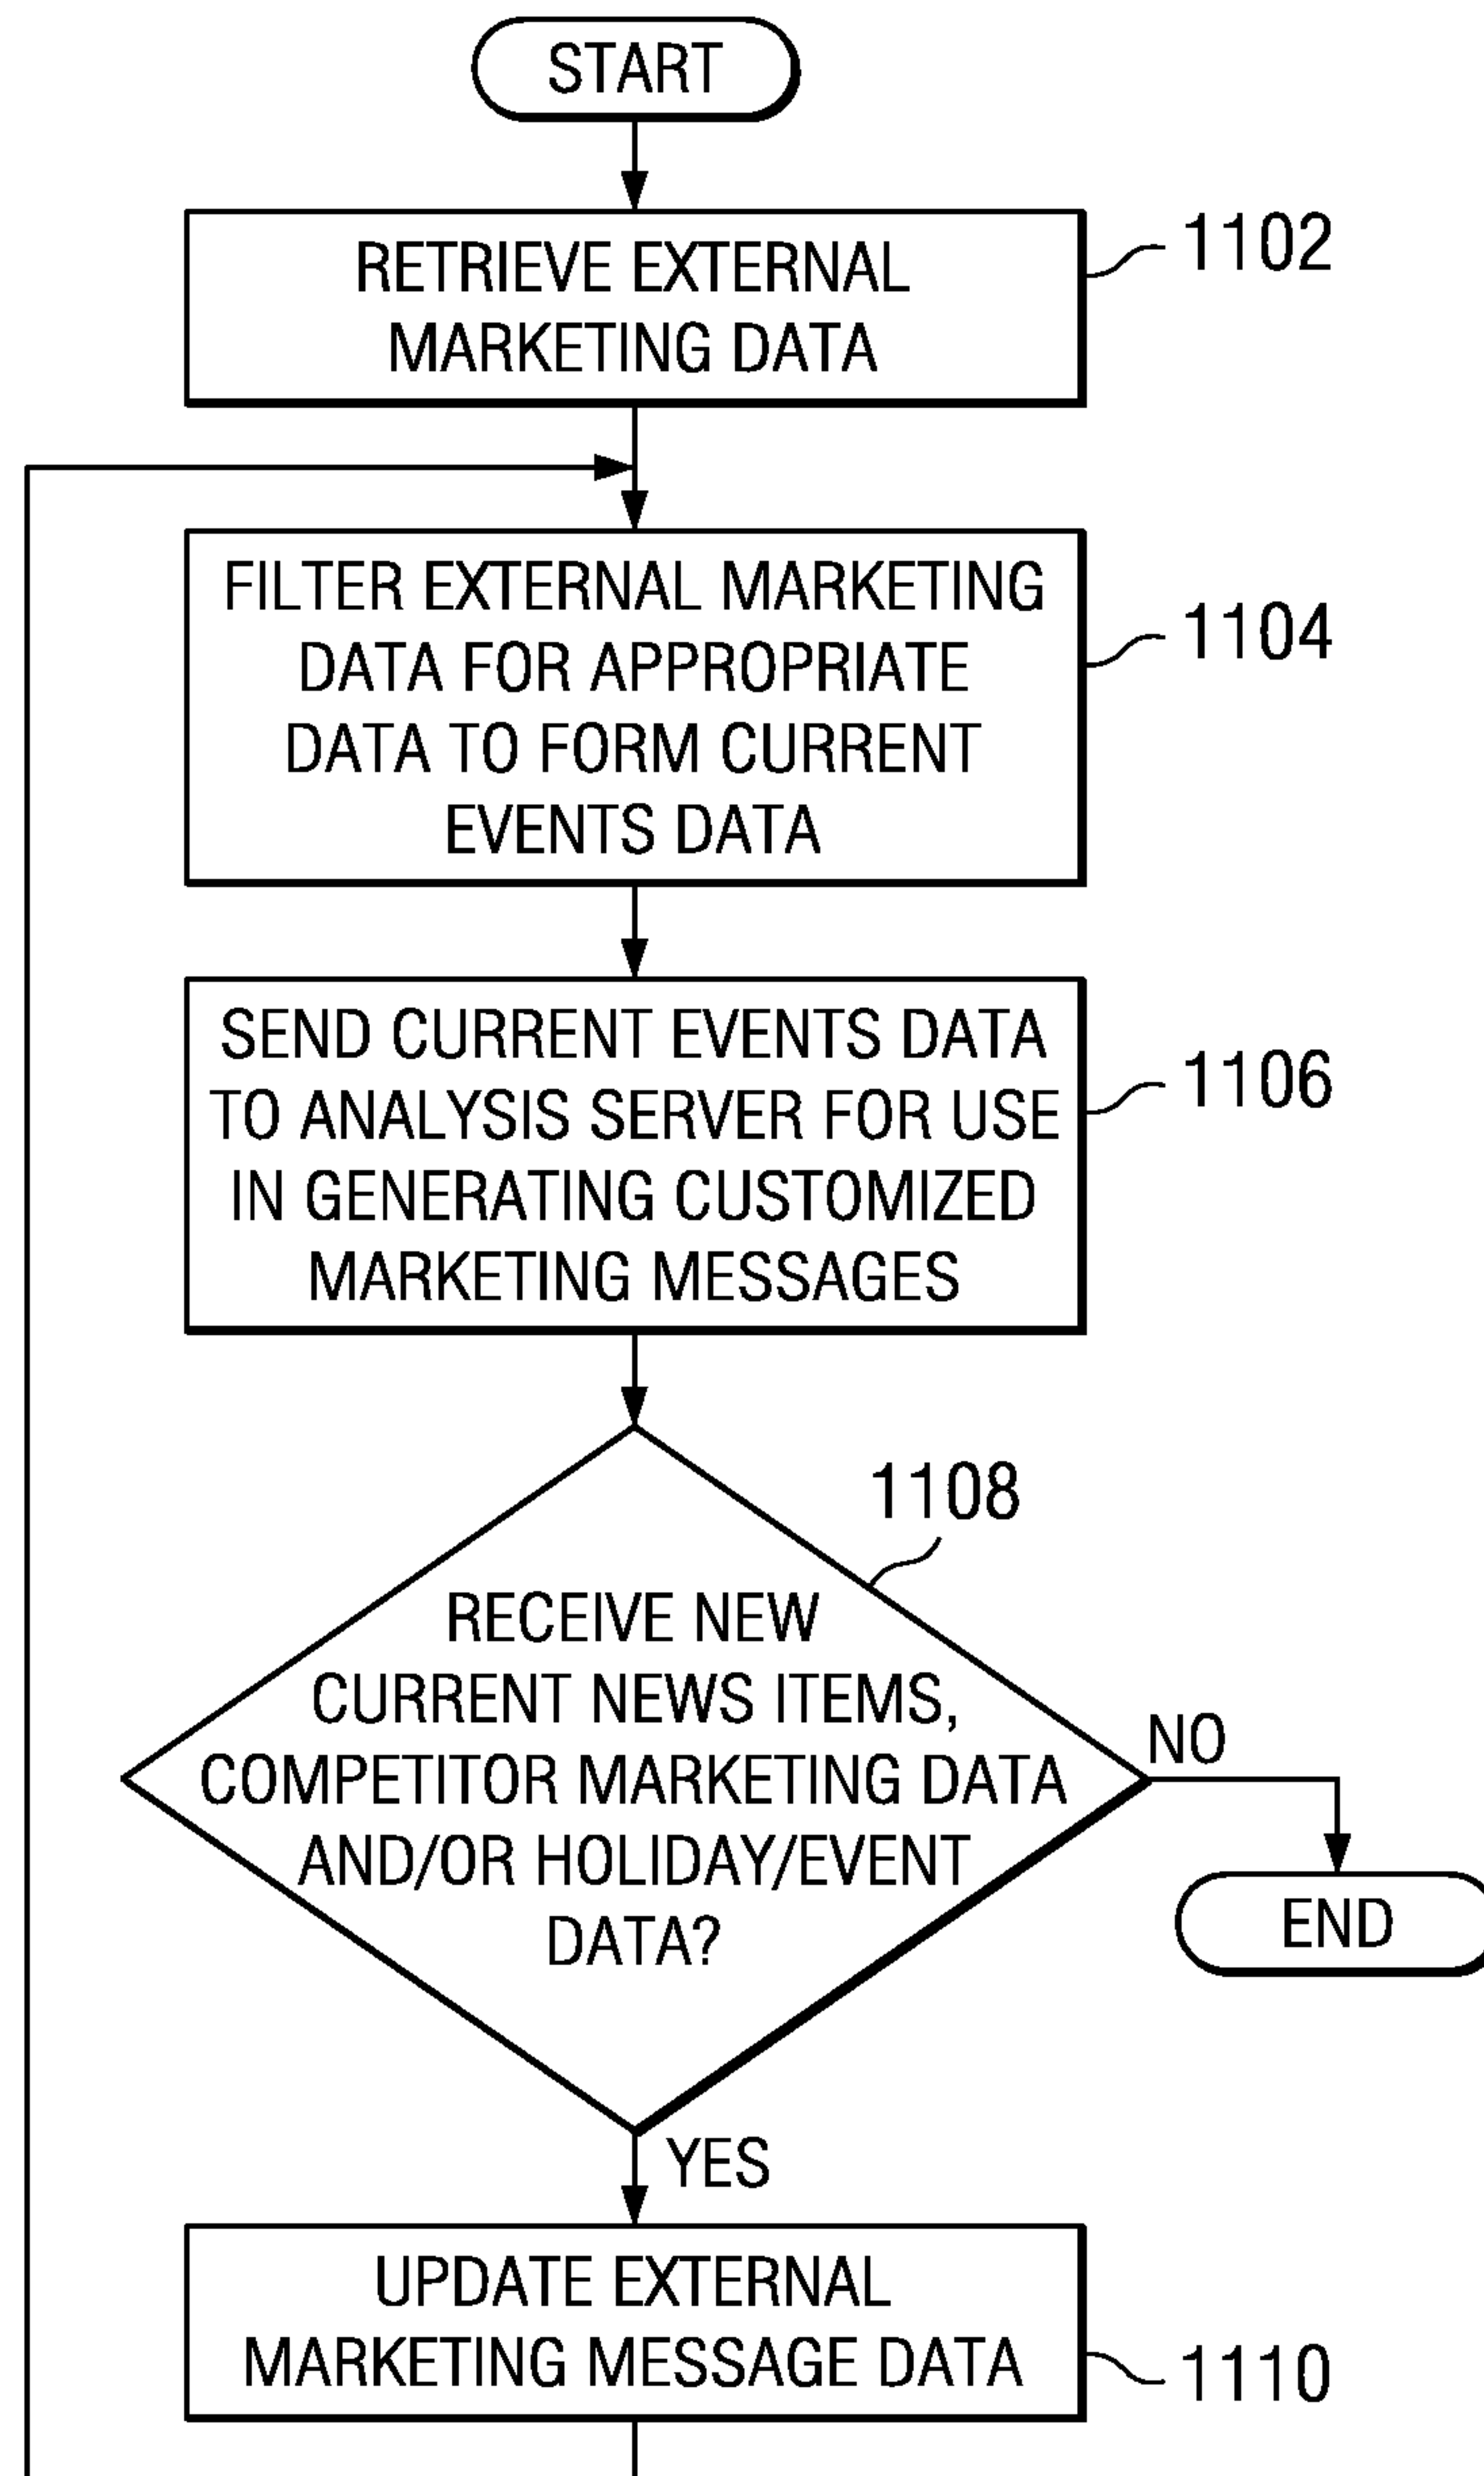 START
RETRIEVE EXTERNAL
MARKETING DATA
1102
FILTER EXTERNAL MARKETING
DATA FOR APPROPRIATE
DATA TO FORM CURRENT
EVENTS DATA
1104
SEND CURRENT EVENTS DATA
TO ANALYSIS SERVER FOR USE
IN GENERATING CUSTOMIZED
MARKETING MESSAGES
1106
1108
RECEIVE NEW
CURRENT NEWS ITEMS,
COMPETITOR MARKETING DATA
AND/OR HOLIDAY/EVENT
DATA?
NO
END
YES
UPDATE EXTERNAL
MARKETING MESSAGE DATA
1110